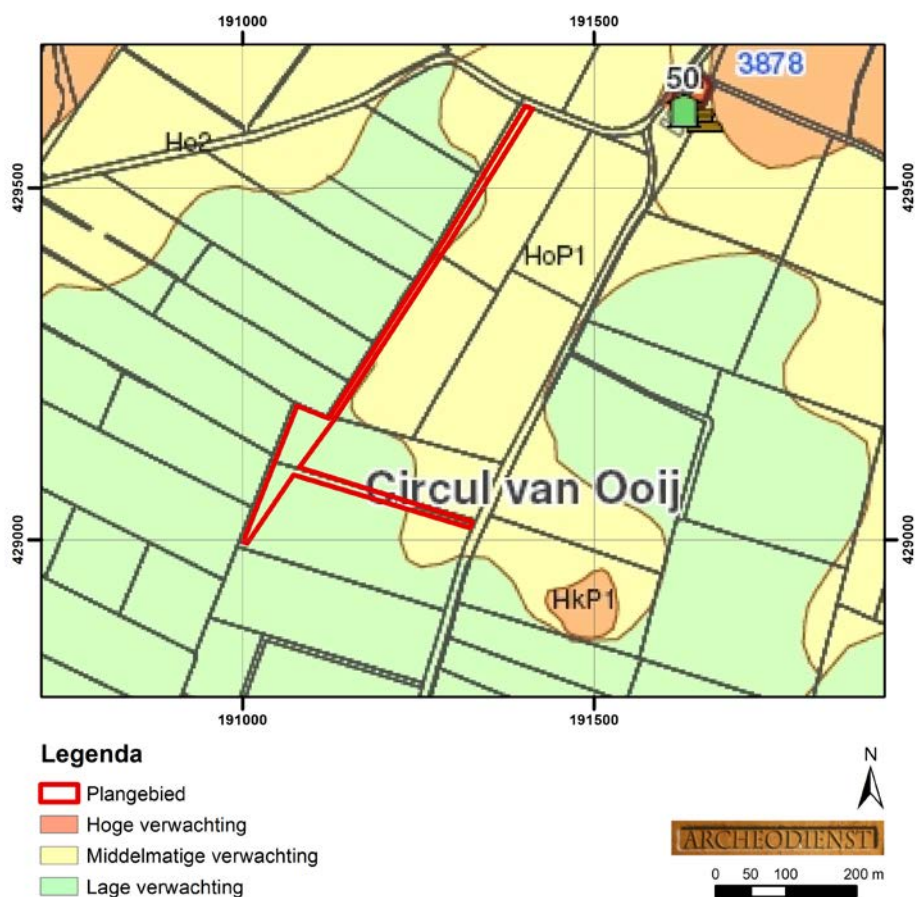 191000 191500
50 3878
Ho2
429500 429500
HoP1
Circul van Ooij
429000 429000
HkP1
191000 191500
Legenda
Plangebied
Hoge verwachting
Middelmatige verwachting
Lage verwachting
N
ARCHEODIENST
0 50 100 200 m